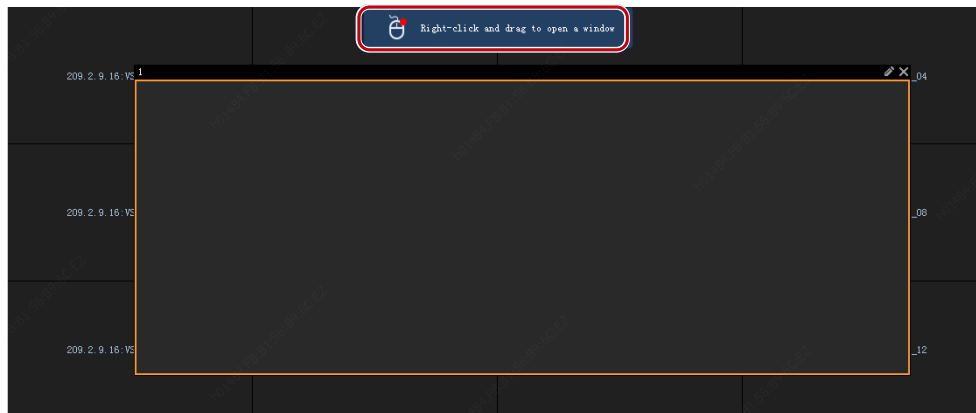 Right-click and drag to open a window
209.2.9.16:VS
1
_04
209.2.9.16:VS
_08
209.2.9.16:VS
_12